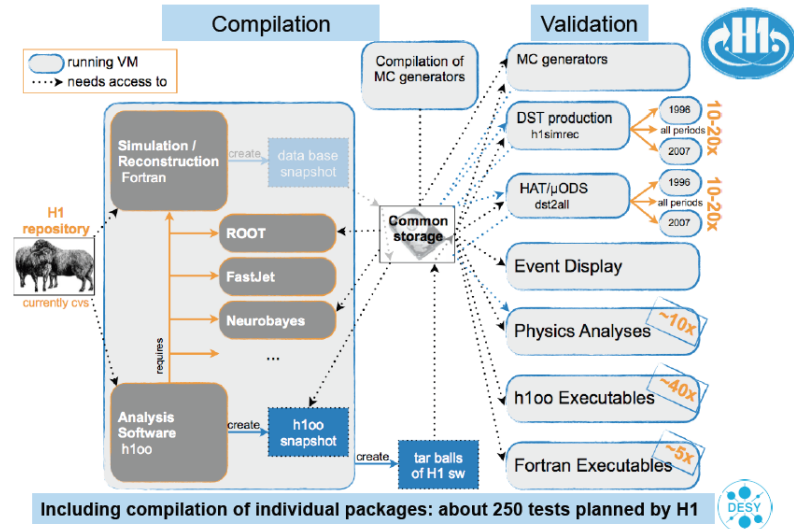 Compilation
Validation
H1
running VM
needs access to
Compilation of
MC generators
MC generators
DST production
h1simrec
1996
all periods
2007
10-20x
HAT/μODS
dst2all
1996
all periods
2007
10-20x
Simulation /
Reconstruction
Fortran
create
data base
snapshot
H1
repository
currently cvs
ROOT
FastJet
Neurobayes
...
requires
Common
storage
Event Display
Physics Analyses
~10x
h1oo Executables
~40x
Fortran Executables
~5x
Analysis
Software
h1oo
create
h1oo
snapshot
create
tar balls
of H1 sw
Including compilation of individual packages: about 250 tests planned by H1
DESY